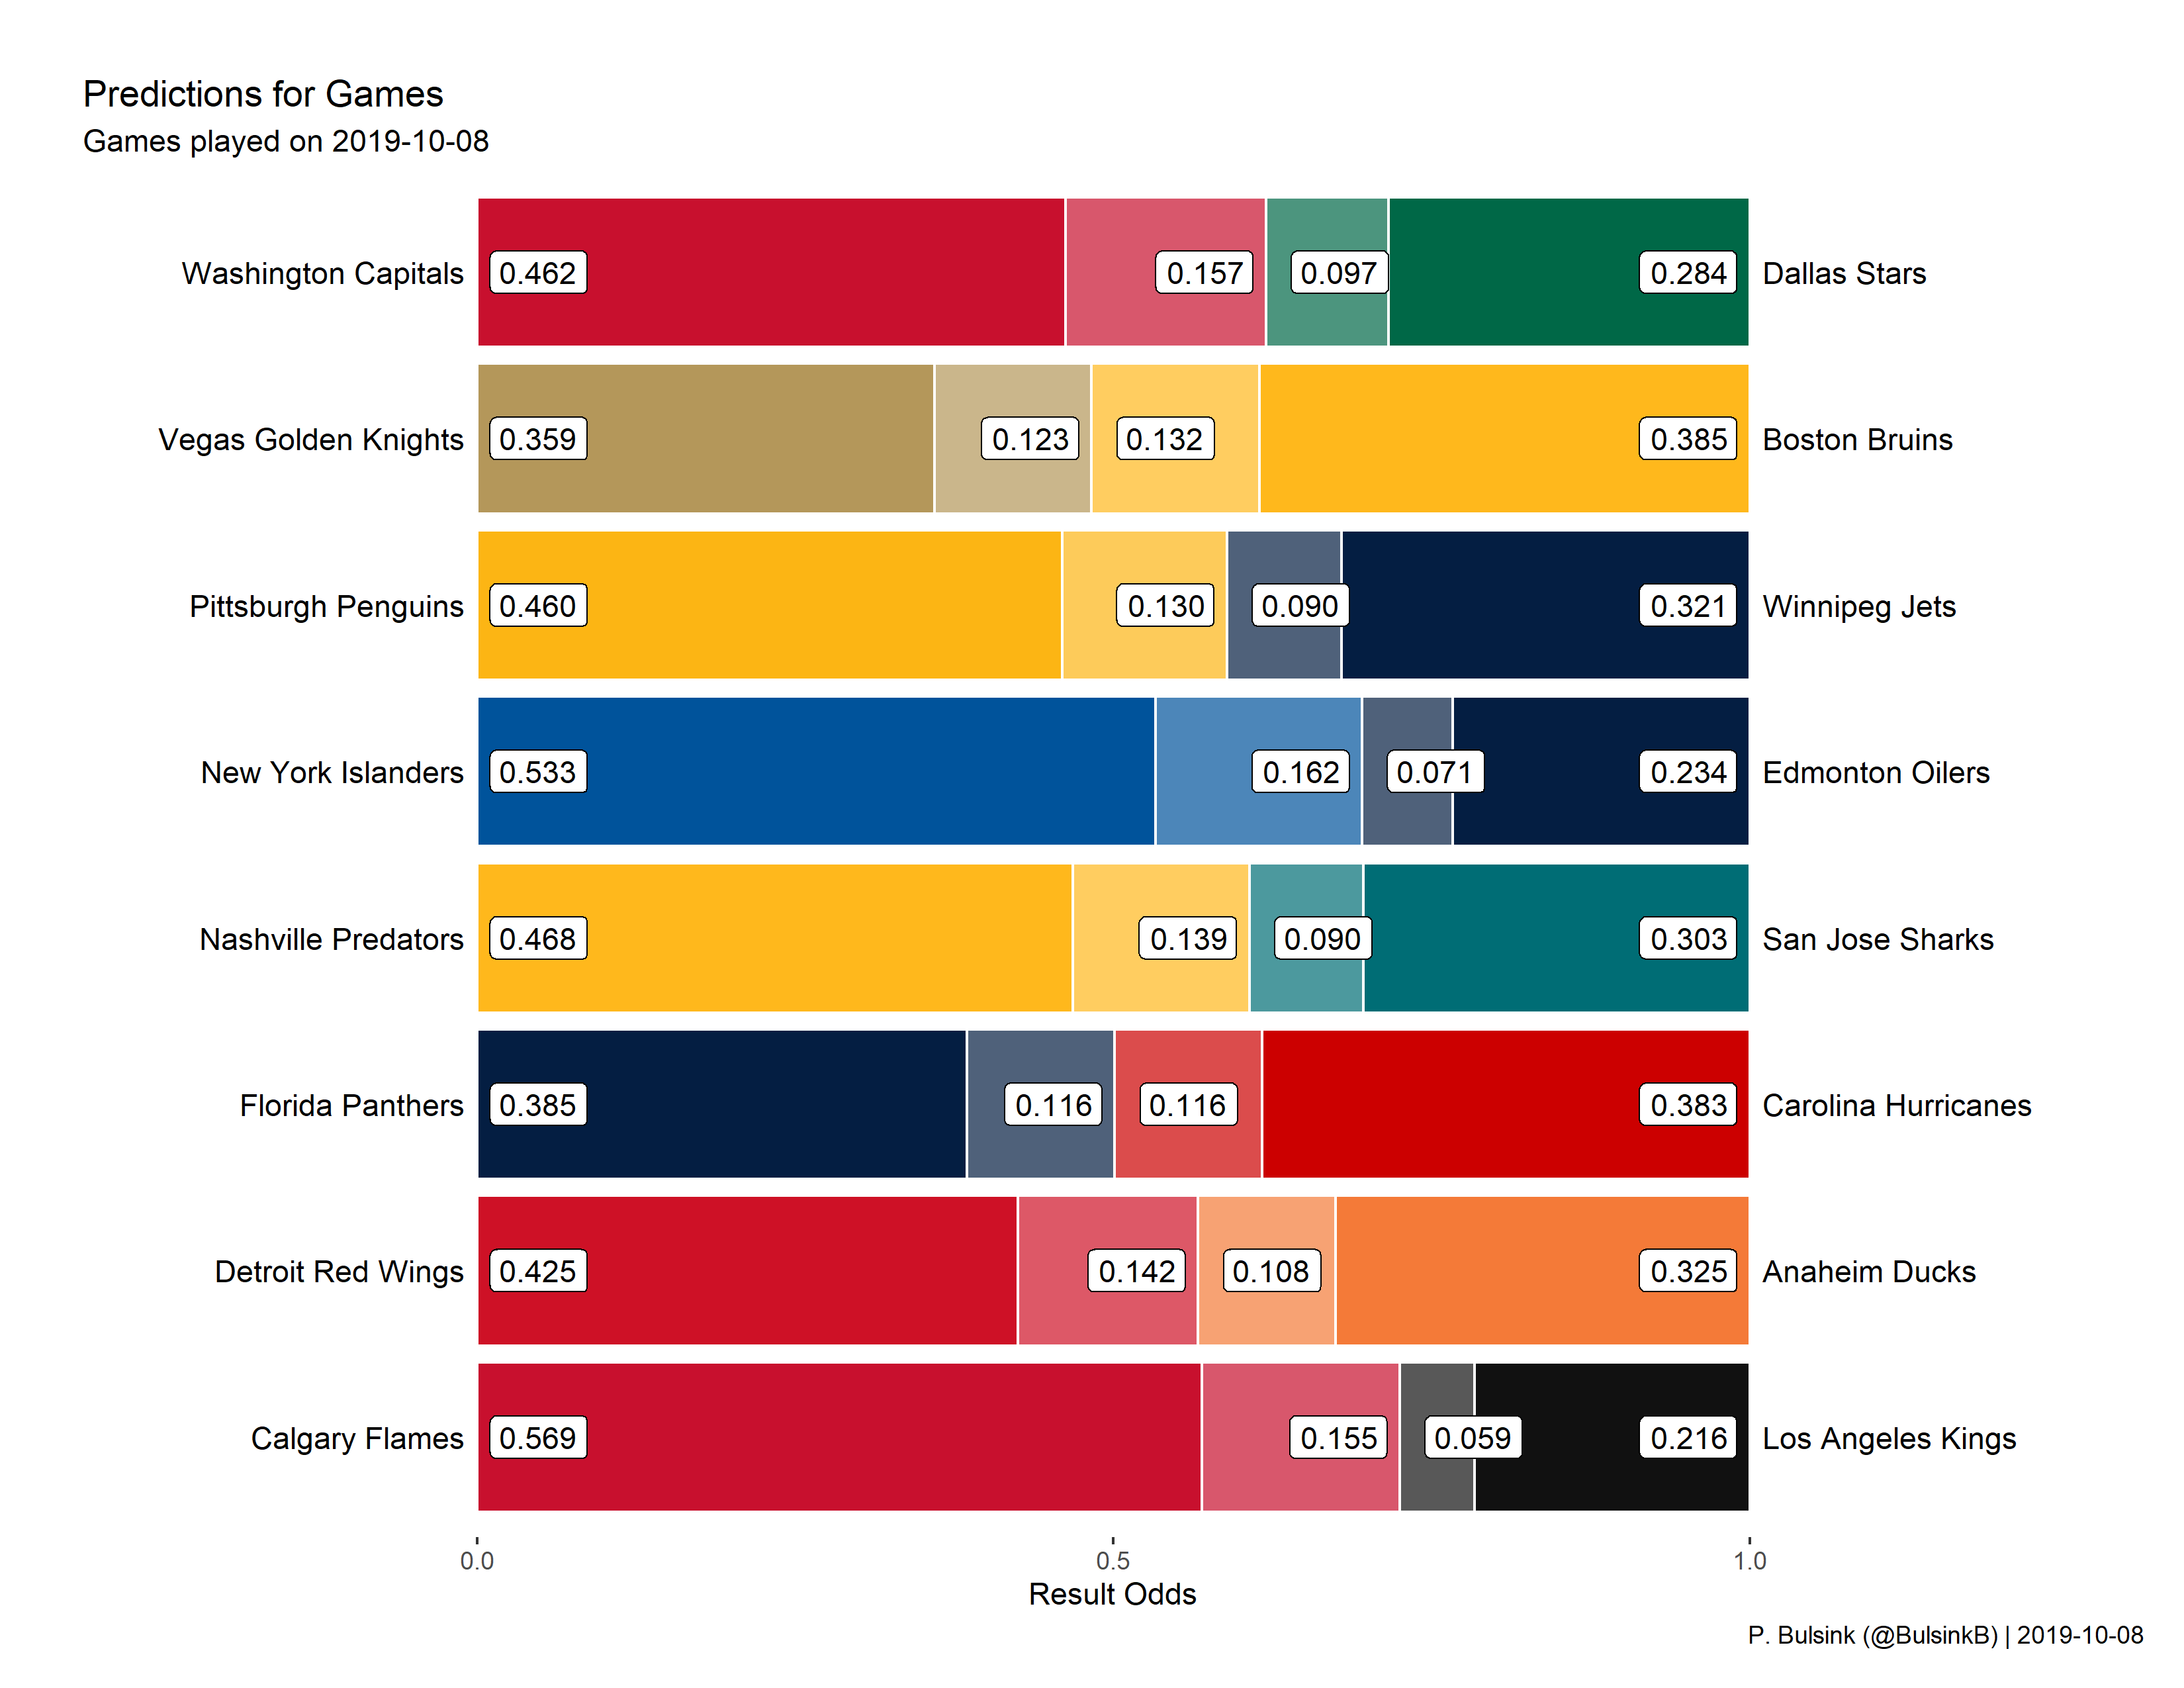 Predictions for Games
Games played on 2019-10-08
Washington Capitals 0.462 0.157 0.097 0.284 Dallas Stars
Vegas Golden Knights 0.359 0.123 0.132 0.385 Boston Bruins
Pittsburgh Penguins 0.460 0.130 0.090 0.321 Winnipeg Jets
New York Islanders 0.533 0.162 0.071 0.234 Edmonton Oilers
Nashville Predators 0.468 0.139 0.090 0.303 San Jose Sharks
Florida Panthers 0.385 0.116 0.116 0.383 Carolina Hurricanes
Detroit Red Wings 0.425 0.142 0.108 0.325 Anaheim Ducks
Calgary Flames 0.569 0.155 0.059 0.216 Los Angeles Kings
0.0 0.5 1.0
Result Odds
P. Bulsink (@BulsinkB) | 2019-10-08